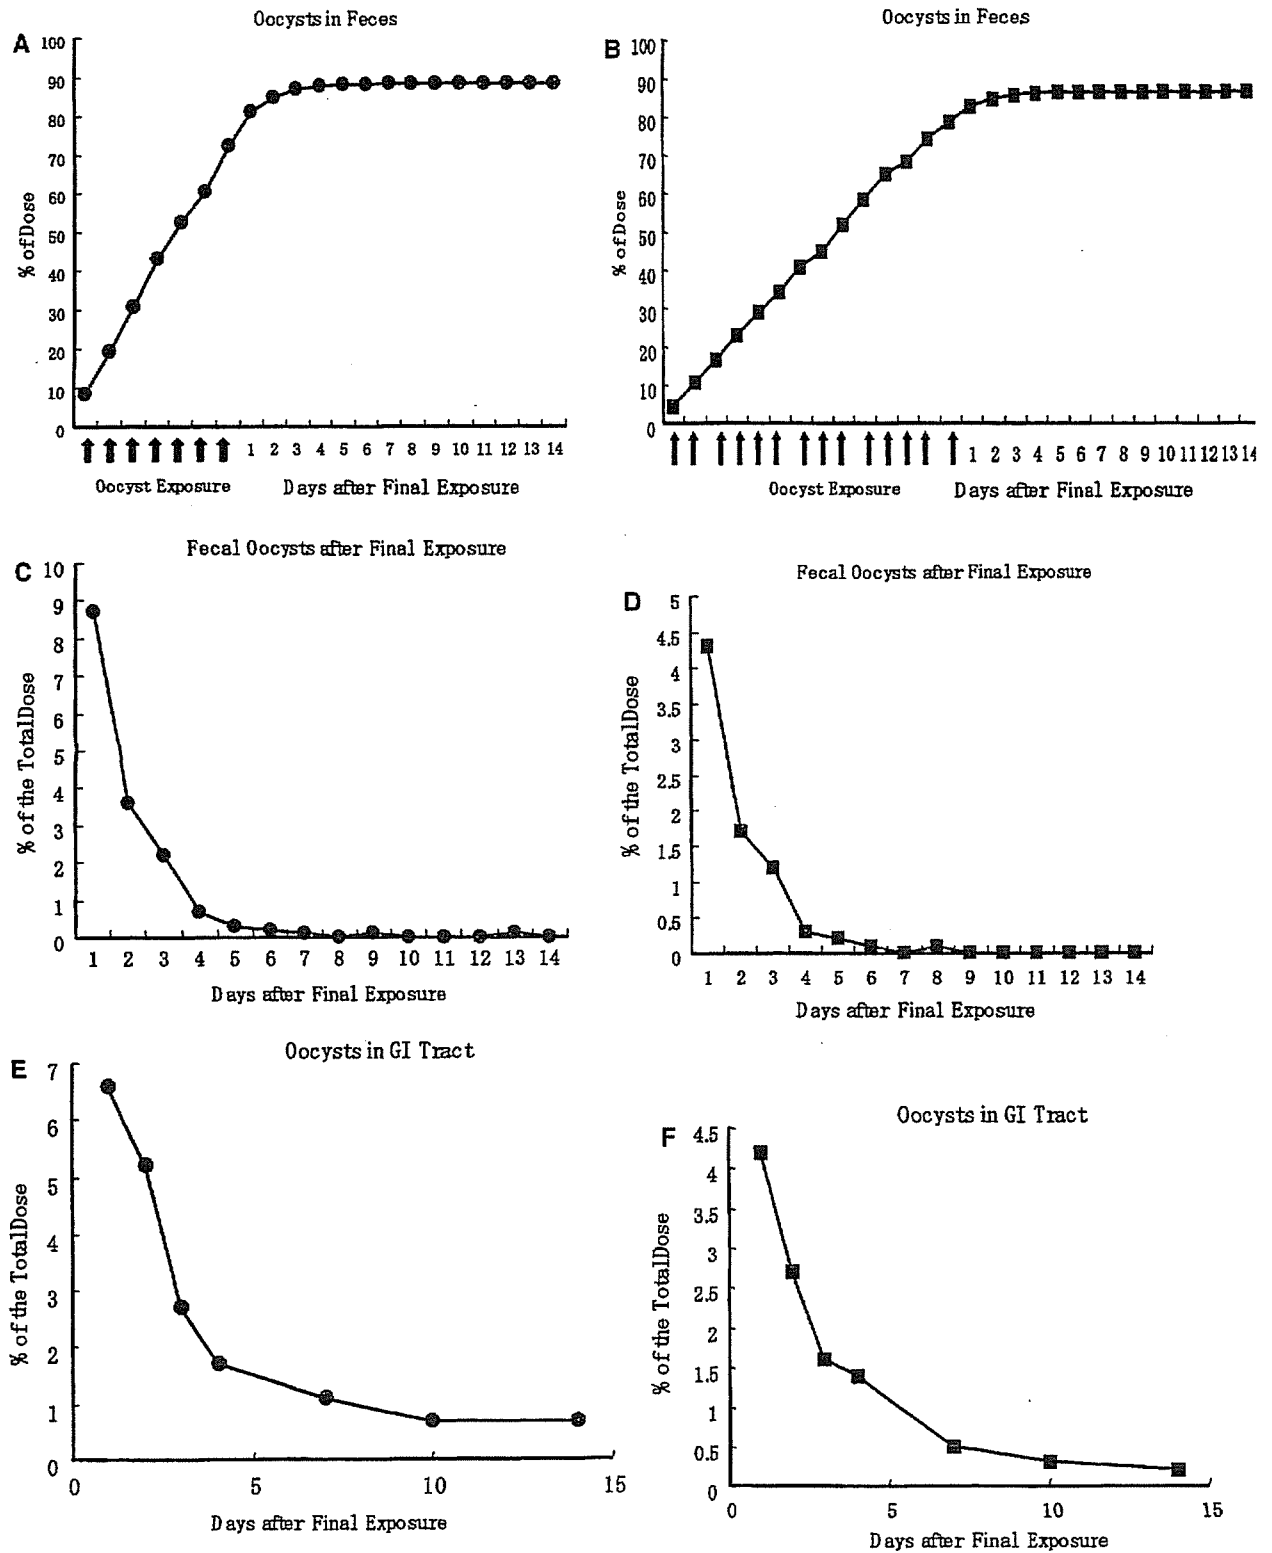 Oocysts in Feces
A
100
90
80
70
60
50
40
30
20
10
0
% of Dose
1 2 3 4 5 6 7 8 9 10 11 12 13 14
Oocyst Exposure
Days after Final Exposure
Oocysts in Feces
B
100
90
80
70
60
50
40
30
20
10
0
% of Dose
1 2 3 4 5 6 7 8 9 10 11 12 13 14
Oocyst Exposure
Days after Final Exposure
Fecal Oocysts after Final Exposure
C
10
9
8
7
6
5
4
3
2
1
0
% of the Total Dose
1 2 3 4 5 6 7 8 9 10 11 12 13 14
Days after Final Exposure
Fecal Oocysts after Final Exposure
D
5
4.5
4
3.5
3
2.5
2
1.5
1
0.5
0
% of the Total Dose
1 2 3 4 5 6 7 8 9 10 11 12 13 14
Days after Final Exposure
Oocysts in GI Tract
E
7
6
5
4
3
2
1
0
% of the Total Dose
0 5 10 15
Days after Final Exposure
Oocysts in GI Tract
F
4.5
4
3.5
3
2.5
2
1.5
1
0.5
0
% of the Total Dose
0 5 10 15
Days after Final Exposure